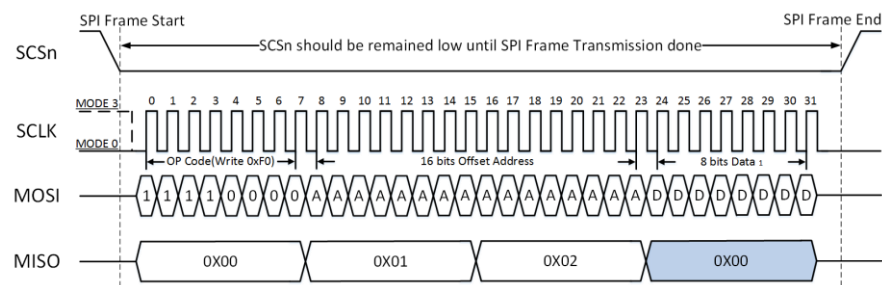 SPI Frame Start SPI Frame End
SCSn SCSn should be remained low until SPI Frame Transmission done
MODE 3 0 1 2 3 4 5 6 7 8 9 10 11 12 13 14 15 16 17 18 19 20 21 22 23 24 25 26 27 28 29 30 31
SCLK
MODE 0 OP Code(Write 0xF0) 16 bits Offset Address 8 bits Data 1
MOSI 1 1 1 1 0 0 0 0 A A A A A A A A A A A A A A A A D D D D D D D D
MISO 0X00 0X01 0X02 0X00